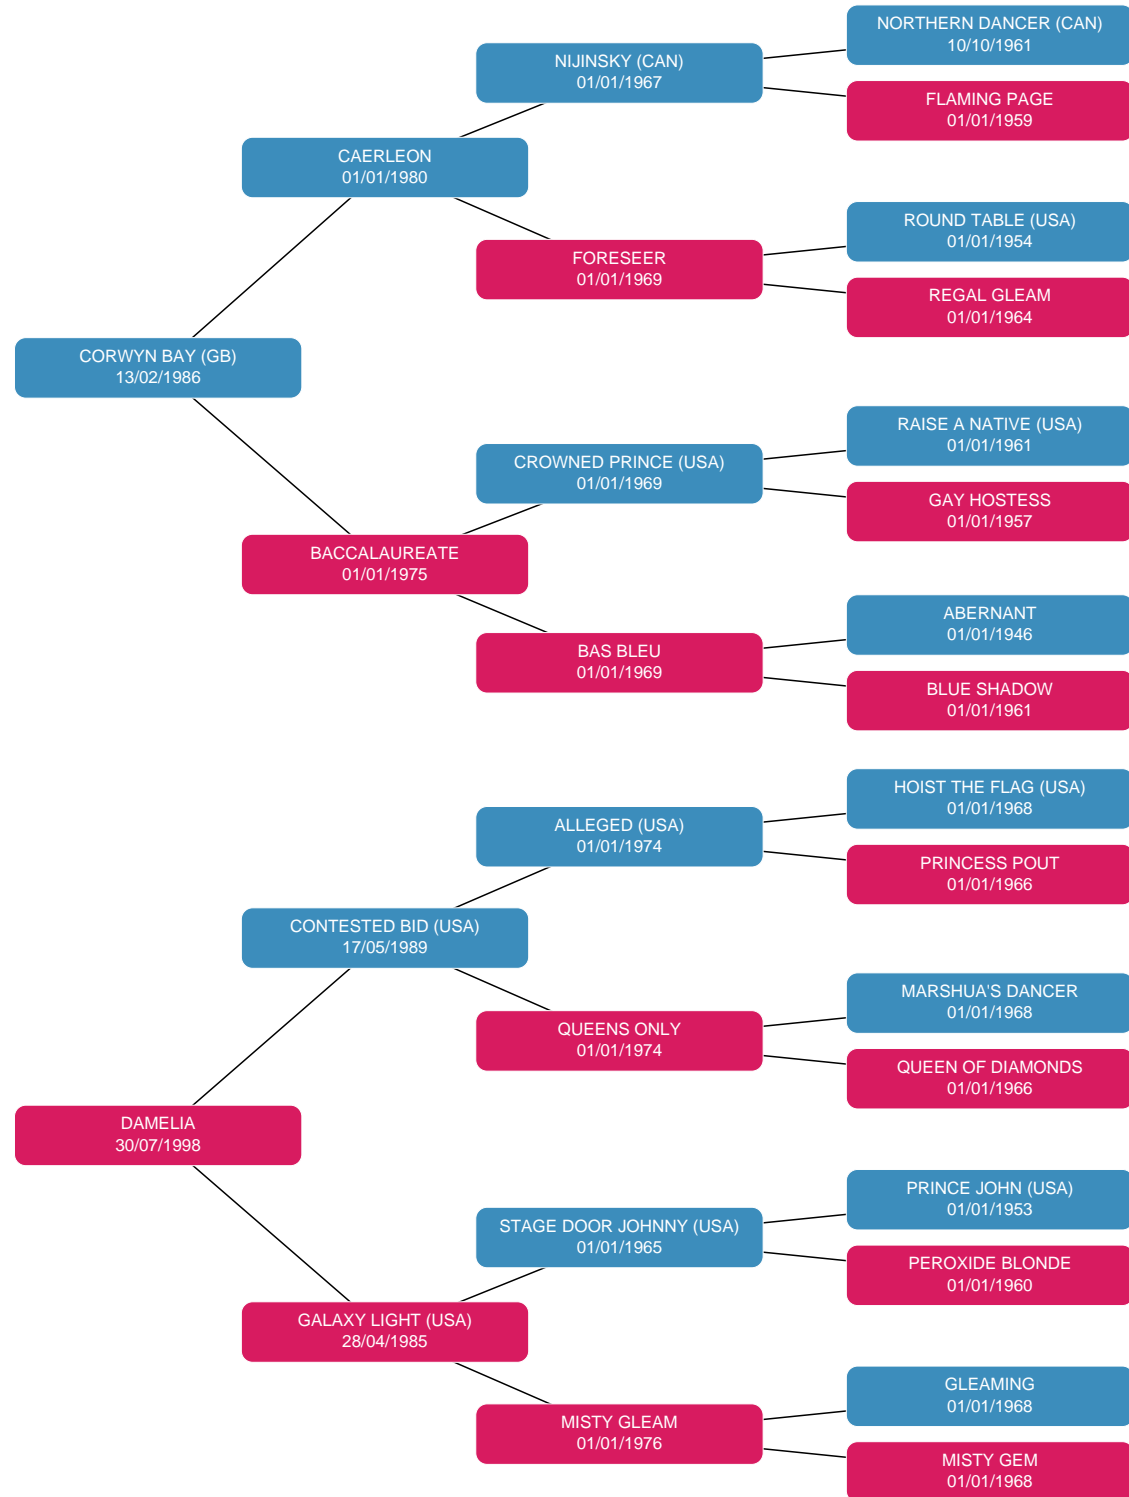 NORTHERN DANCER (CAN)
10/10/1961
NIJINSKY (CAN)
01/01/1967
FLAMING PAGE
01/01/1959
CAERLEON
01/01/1980
ROUND TABLE (USA)
01/01/1954
FORESEER
01/01/1969
REGAL GLEAM
01/01/1964
CORWYN BAY (GB)
13/02/1986
RAISE A NATIVE (USA)
01/01/1961
CROWNED PRINCE (USA)
01/01/1969
GAY HOSTESS
01/01/1957
BACCALAUREATE
01/01/1975
ABERNANT
01/01/1946
BAS BLEU
01/01/1969
BLUE SHADOW
01/01/1961
HOIST THE FLAG (USA)
01/01/1968
ALLEGED (USA)
01/01/1974
PRINCESS POUT
01/01/1966
CONTESTED BID (USA)
17/05/1989
MARSHUA'S DANCER
01/01/1968
QUEENS ONLY
01/01/1974
QUEEN OF DIAMONDS
01/01/1966
DAMELIA
30/07/1998
PRINCE JOHN (USA)
01/01/1953
STAGE DOOR JOHNNY (USA)
01/01/1965
PEROXIDE BLONDE
01/01/1960
GALAXY LIGHT (USA)
28/04/1985
GLEAMING
01/01/1968
MISTY GLEAM
01/01/1976
MISTY GEM
01/01/1968